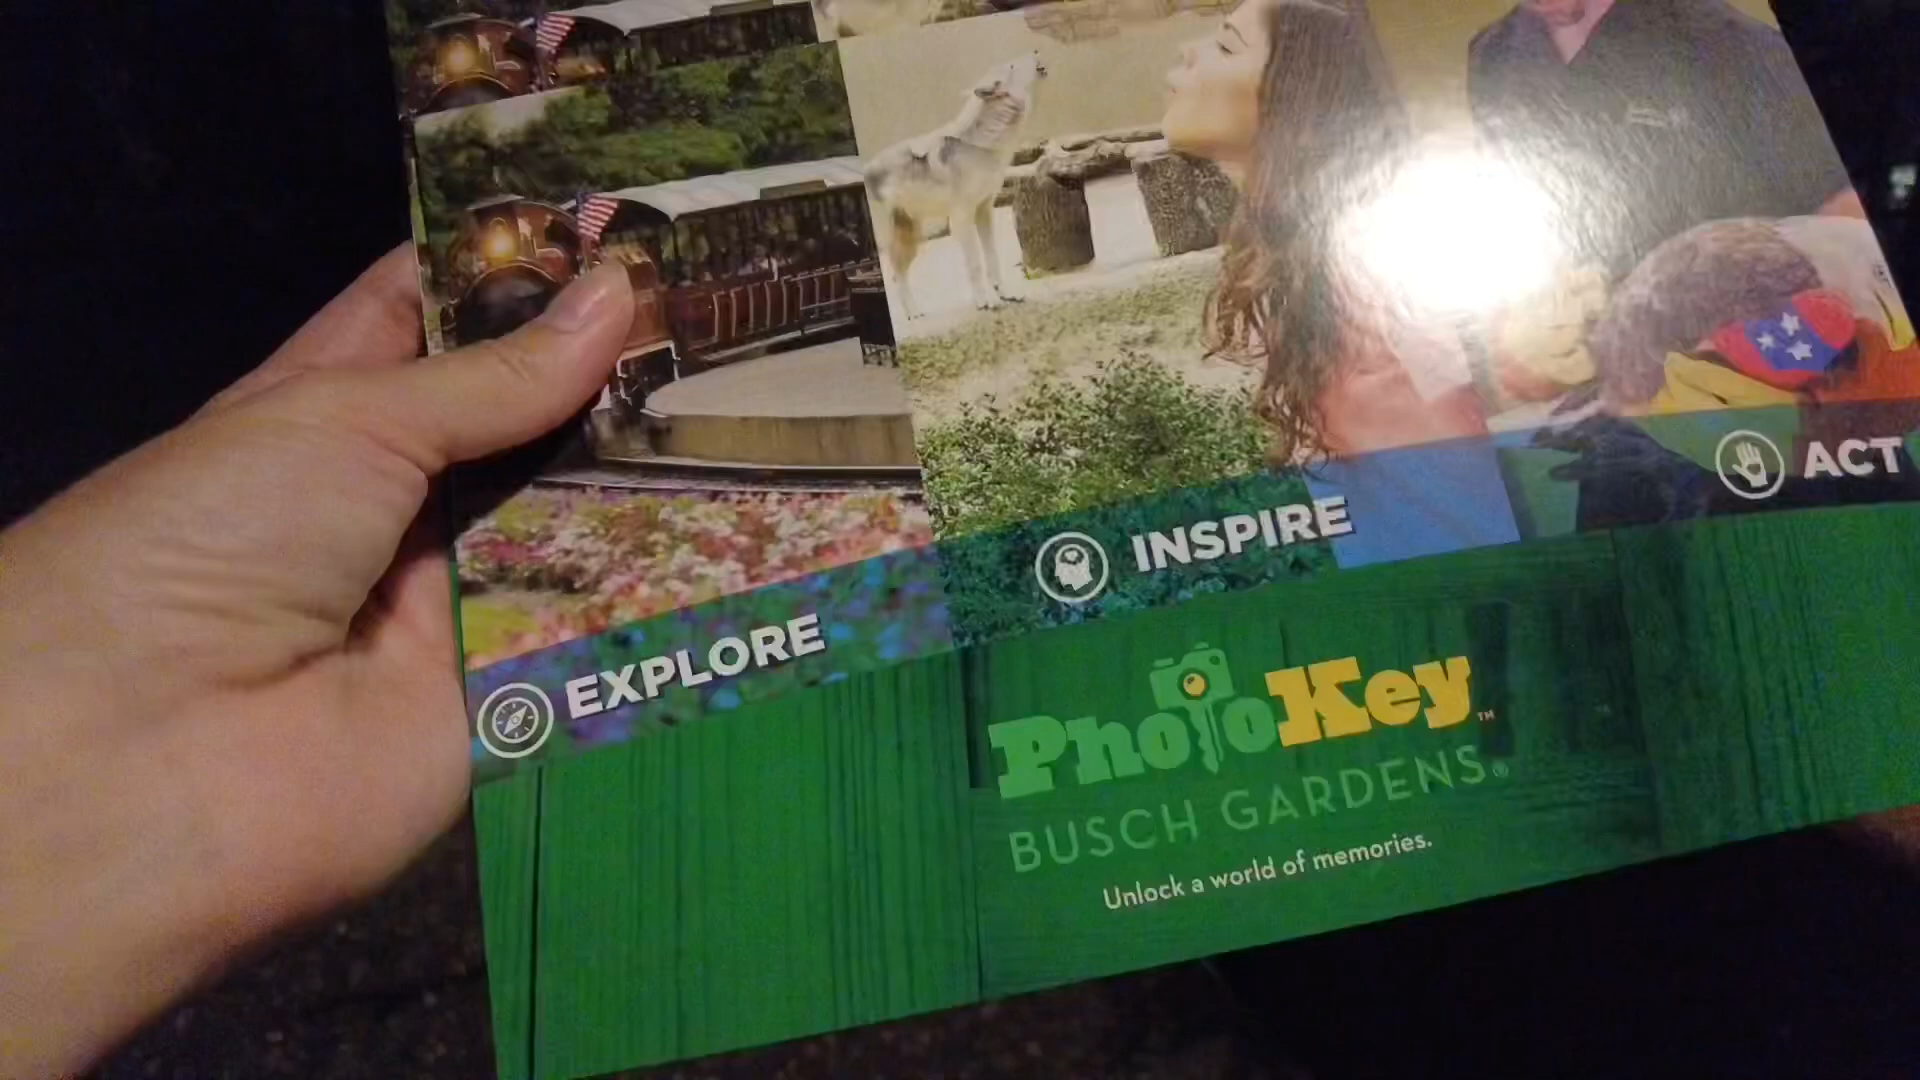 EXPLORE
INSPIRE
ACT
PhotoKey™
BUSCH GARDENS®
Unlock a world of memories.